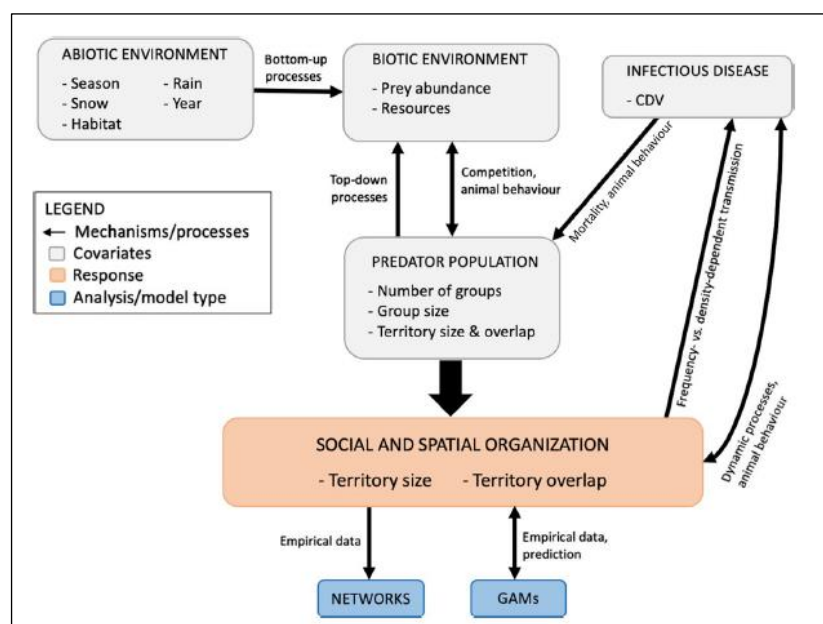 ABIOTIC ENVIRONMENT
- Season - Rain
- Snow - Year
- Habitat
Bottom-up
processes
BIOTIC ENVIRONMENT
- Prey abundance
- Resources
INFECTIOUS DISEASE
- CDV
Top-down
processes
Competition,
animal behaviour
Mortality, animal behaviour
Frequency- vs. density-dependent transmission
Dynamic processes,
animal behaviour
LEGEND
Mechanisms/processes
Covariates
Response
Analysis/model type
PREDATOR POPULATION
- Number of groups
- Group size
- Territory size & overlap
SOCIAL AND SPATIAL ORGANIZATION
- Territory size - Territory overlap
Empirical data
Empirical data,
prediction
NETWORKS
GAMs